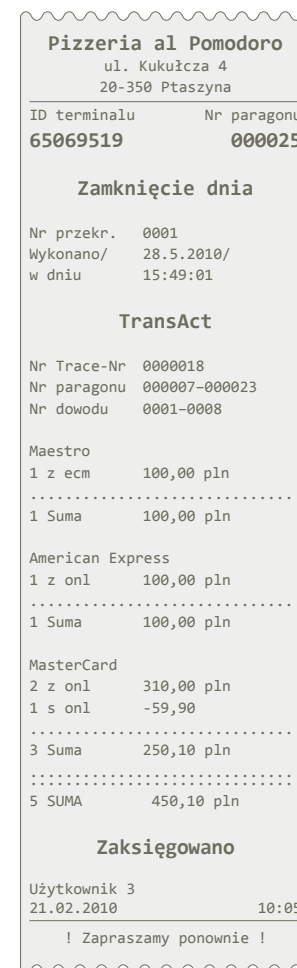 Pizzeria al Pomodoro
ul. Kukułcza 4
20-350 Ptaszyna
ID terminalu Nr paragonu
65069519 000025
Zamknięcie dnia
Nr przekr. 0001
Wykonano/ 28.5.2010/
w dniu 15:49:01
TransAct
Nr Trace-Nr 0000018
Nr paragonu 000007–000023
Nr dowodu 0001–0008
Maestro
1 z ecm 100,00 pln
..............................
1 Suma 100,00 pln
American Express
1 z onl 100,00 pln
..............................
1 Suma 100,00 pln
MasterCard
2 z onl 310,00 pln
1 s onl -59,90
..............................
3 Suma 250,10 pln
::::::::::::::::::::::::::::::
5 SUMA 450,10 pln
Zaksięgowano
Użytkownik 3
21.02.2010 10:05
! Zapraszamy ponownie !